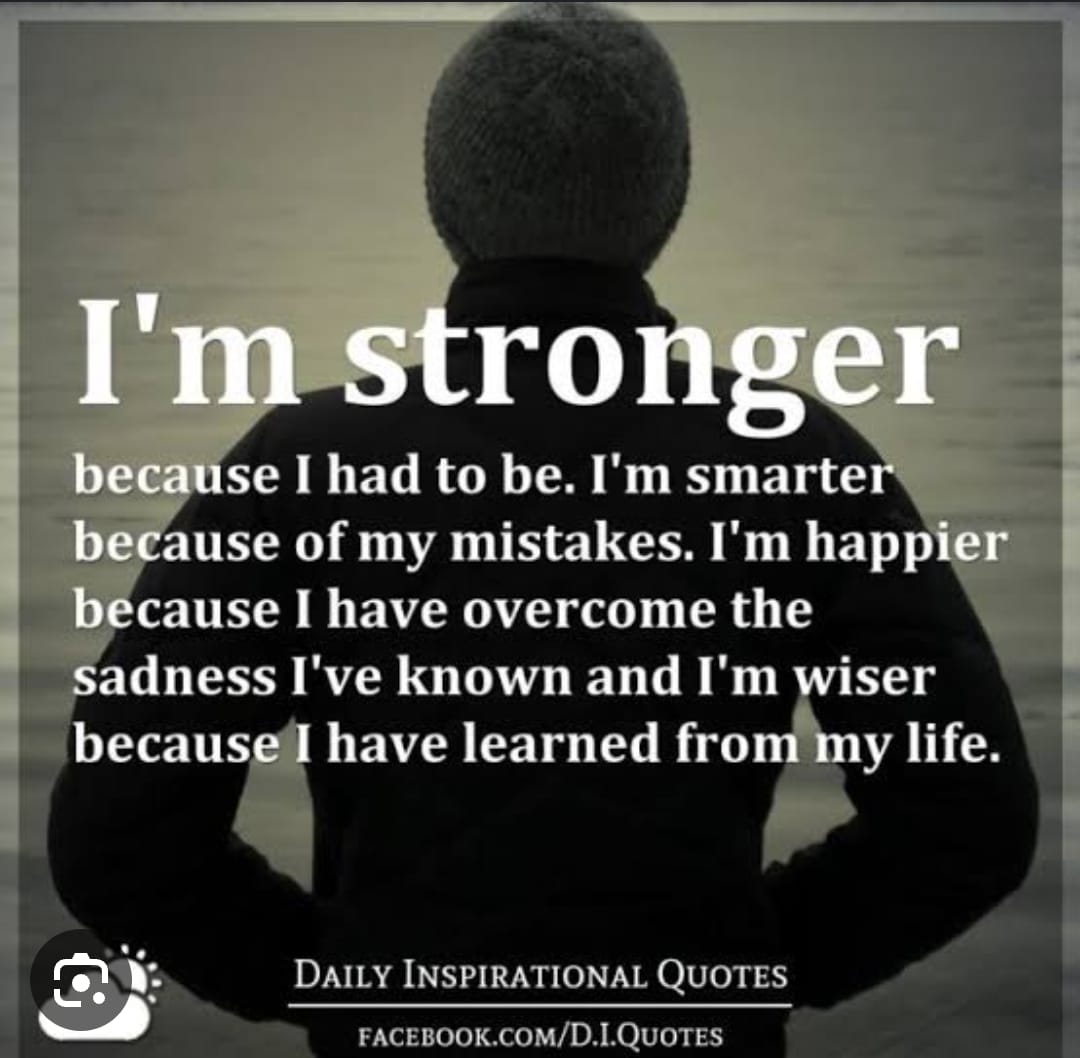 I'm stronger
because I had to be. I'm smarter
because of my mistakes. I'm happier
because I have overcome the
sadness I've known and I'm wiser
because I have learned from my life.
DAILY INSPIRATIONAL QUOTES
FACEBOOK.COM/D.I.QUOTES